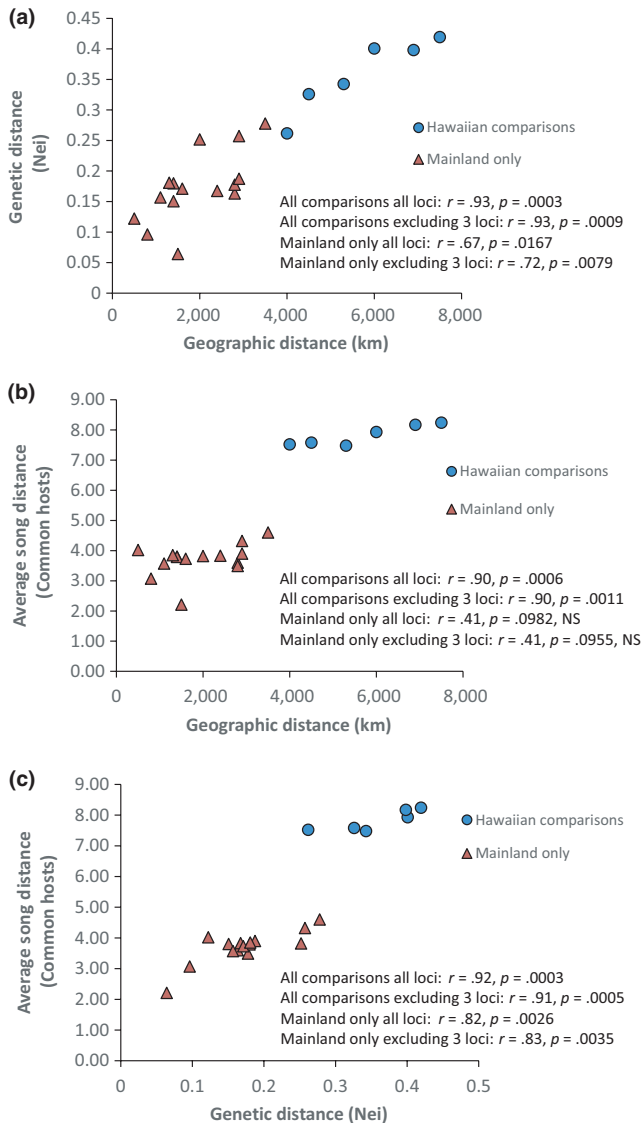 (a)
0.45
0.4
0.35
0.3
0.25
0.2
0.15
0.1
0.05
0
Genetic distance
(Nei)
Hawaiian comparisons
Mainland only
All comparisons all loci: r = .93, p = .0003
All comparisons excluding 3 loci: r = .93, p = .0009
Mainland only all loci: r = .67, p = .0167
Mainland only excluding 3 loci: r = .72, p = .0079
0 2,000 4,000 6,000 8,000
Geographic distance (km)
(b)
9.00
8.00
7.00
6.00
5.00
4.00
3.00
2.00
1.00
0.00
Average song distance
(Common hosts)
Hawaiian comparisons
Mainland only
All comparisons all loci: r = .90, p = .0006
All comparisons excluding 3 loci: r = .90, p = .0011
Mainland only all loci: r = .41, p = .0982, NS
Mainland only excluding 3 loci: r = .41, p = .0955, NS
0 2,000 4,000 6,000 8,000
Geographic distance (km)
(c)
9.00
8.00
7.00
6.00
5.00
4.00
3.00
2.00
1.00
0.00
Average song distance
(Common hosts)
Hawaiian comparisons
Mainland only
All comparisons all loci: r = .92, p = .0003
All comparisons excluding 3 loci: r = .91, p = .0005
Mainland only all loci: r = .82, p = .0026
Mainland only excluding 3 loci: r = .83, p = .0035
0 0.1 0.2 0.3 0.4 0.5
Genetic distance (Nei)